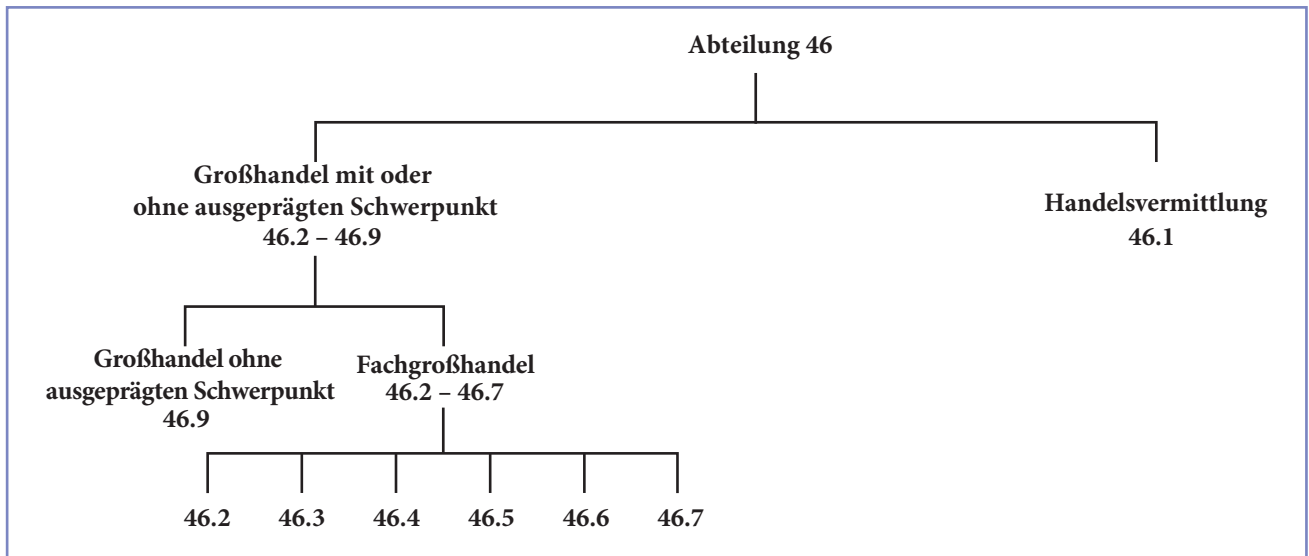 Abteilung 46
Großhandel mit oder
ohne ausgeprägten Schwerpunkt
46.2 – 46.9
Handelsvermittlung
46.1
Großhandel ohne
ausgeprägten Schwerpunkt
46.9
Fachgroßhandel
46.2 – 46.7
46.2
46.3
46.4
46.5
46.6
46.7